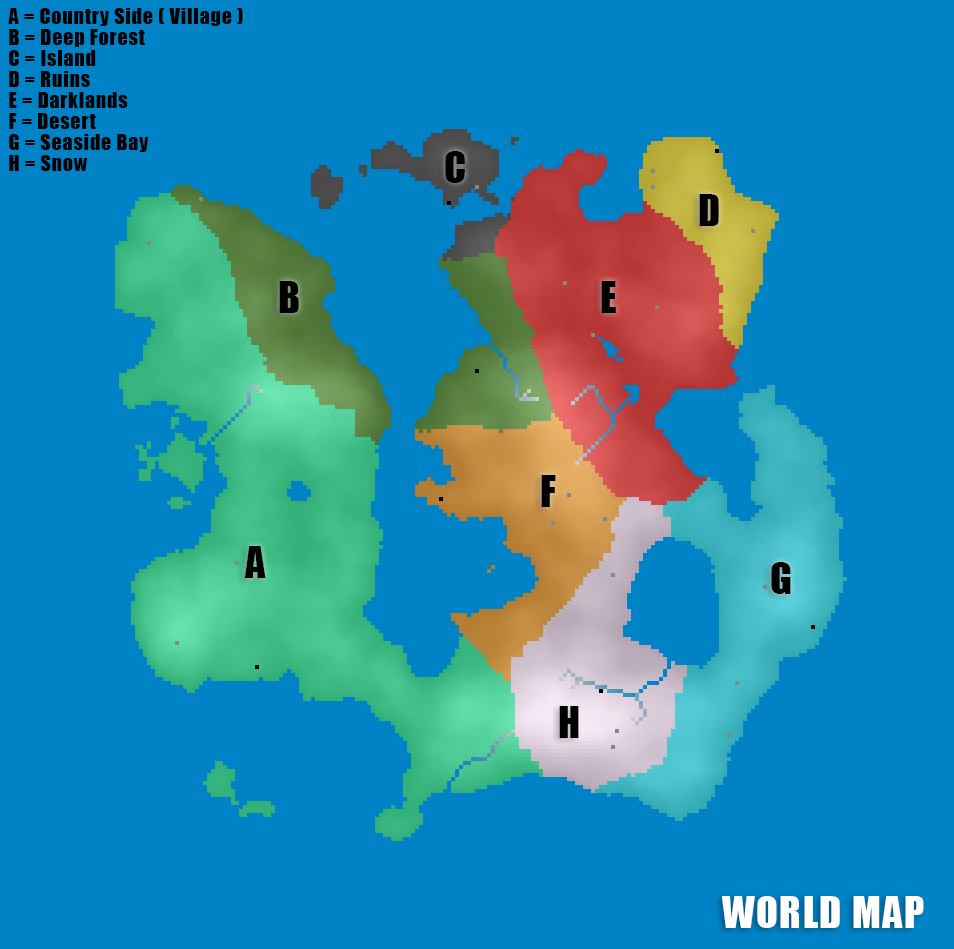 A = Country Side ( Village )
B = Deep Forest
C = Island
D = Ruins
E = Darklands
F = Desert
G = Seaside Bay
H = Snow
C
D
B
E
F
A
G
H
WORLD MAP